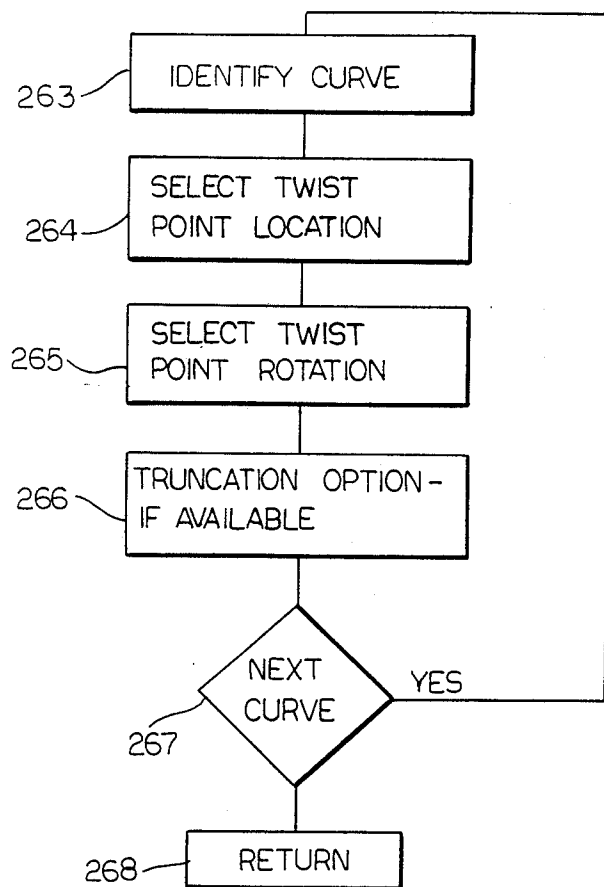 263
IDENTIFY CURVE
264
SELECT TWIST
POINT LOCATION
265
SELECT TWIST
POINT ROTATION
266
TRUNCATION OPTION-
IF AVAILABLE
267
NEXT
CURVE
YES
268
RETURN